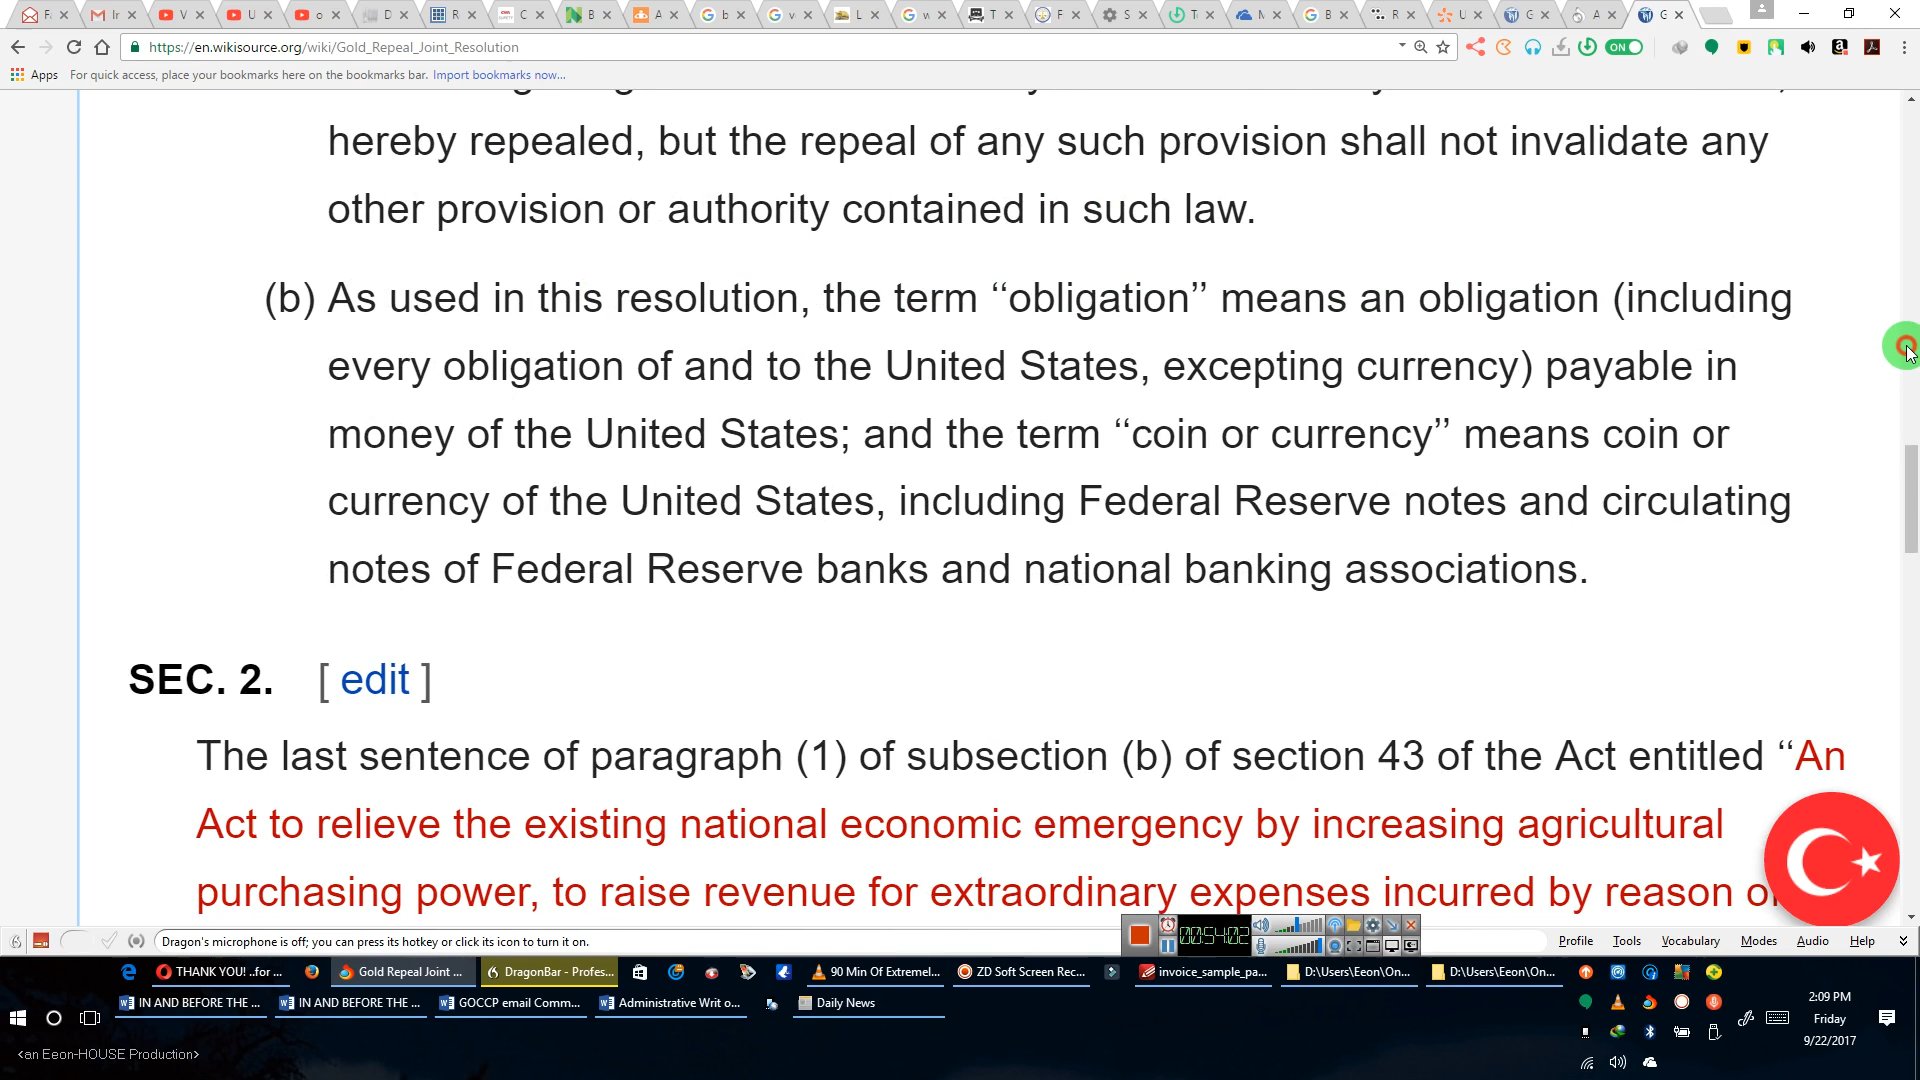 F
Ir
V
U
o
D
R
C
B
A
b
v
L
w
T
F
S
T
M
B
R
U
G
A
G
https://en.wikisource.org/wiki/Gold_Repeal_Joint_Resolution
ON
Apps For quick access, place your bookmarks here on the bookmarks bar. Import bookmarks now...
hereby repealed, but the repeal of any such provision shall not invalidate any
other provision or authority contained in such law.
(b) As used in this resolution, the term ‘‘obligation’’ means an obligation (including
every obligation of and to the United States, excepting currency) payable in
money of the United States; and the term ‘‘coin or currency’’ means coin or
currency of the United States, including Federal Reserve notes and circulating
notes of Federal Reserve banks and national banking associations.
SEC. 2. [ edit ]
The last sentence of paragraph (1) of subsection (b) of section 43 of the Act entitled ‘‘An
Act to relieve the existing national economic emergency by increasing agricultural
purchasing power, to raise revenue for extraordinary expenses incurred by reason of
00:54:02
Dragon's microphone is off; you can press its hotkey or click its icon to turn it on.
Profile Tools Vocabulary Modes Audio Help
THANK YOU! ..for ... Gold Repeal Joint ... DragonBar - Profes... 90 Min Of Extremel... ZD Soft Screen Rec... invoice_sample_pa... D:\Users\Eeon\On... D:\Users\Eeon\On...
IN AND BEFORE THE ... IN AND BEFORE THE ... GOCCP email Comm... Administrative Writ o... Daily News
2:09 PM
Friday
9/22/2017
<an Eeon-HOUSE Production>